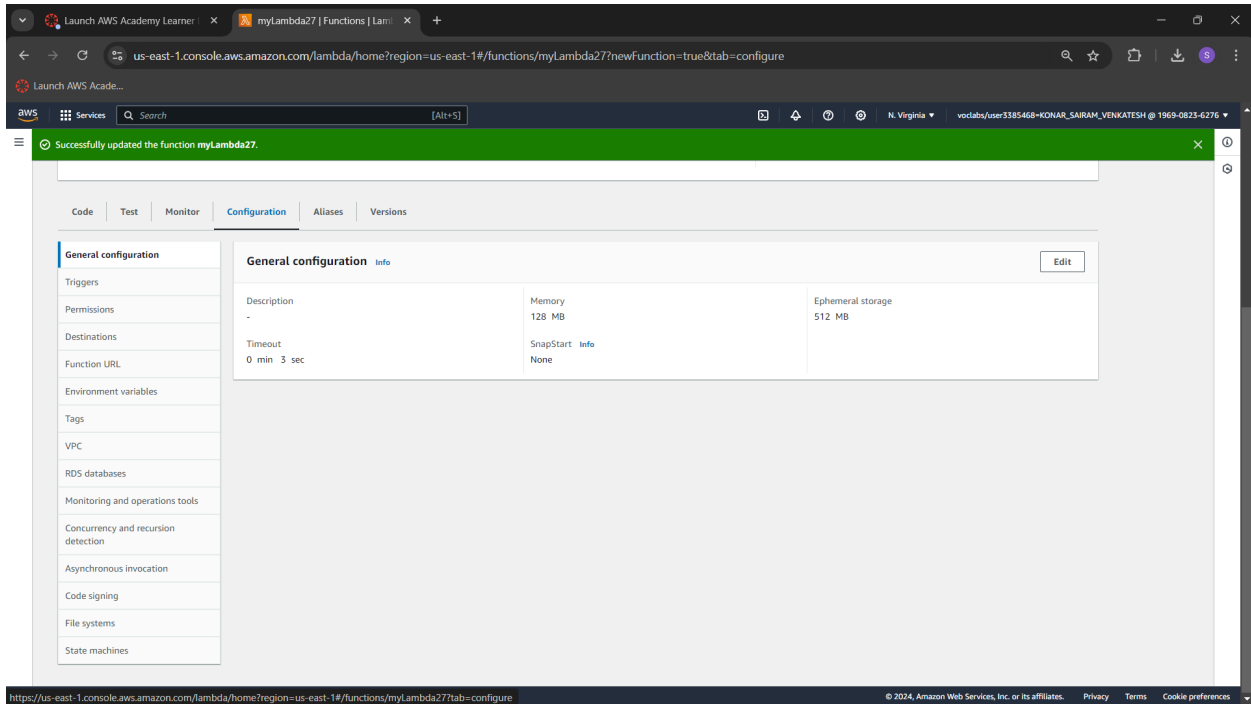 Launch AWS Academy Learner
myLambda27 | Functions | Lam
us-east-1.console.aws.amazon.com/lambda/home?region=us-east-1#/functions/myLambda27?newFunction=true&tab=configure
S
Launch AWS Acade...
aws
Services
Search
[Alt+S]
N. Virginia
voclabs/user3385468=KONAR_SAIRAM_VENKATESH @ 1969-0823-6276
Successfully updated the function myLambda27.
Code
Test
Monitor
Configuration
Aliases
Versions
General configuration
Triggers
Permissions
Destinations
Function URL
Environment variables
Tags
VPC
RDS databases
Monitoring and operations tools
Concurrency and recursion
detection
Asynchronous invocation
Code signing
File systems
State machines
General configuration Info
Edit
Description
-
Memory
128 MB
Ephemeral storage
512 MB
Timeout
0 min 3 sec
SnapStart Info
None
https://us-east-1.console.aws.amazon.com/lambda/home?region=us-east-1#/functions/myLambda27?tab=configure
© 2024, Amazon Web Services, Inc. or its affiliates.
Privacy
Terms
Cookie preferences